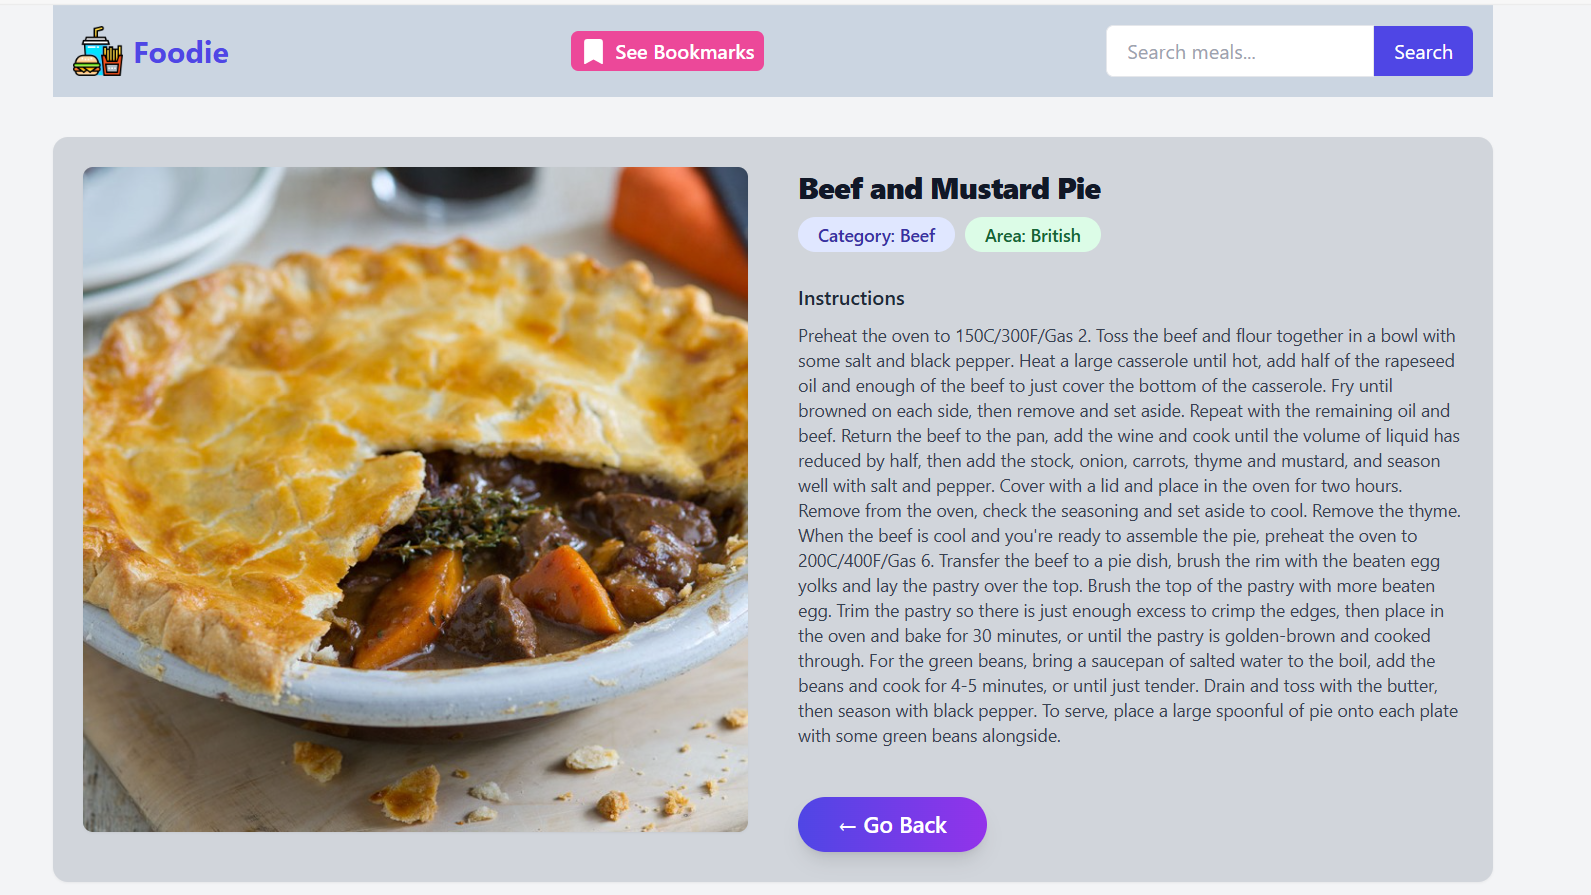 Foodie
See Bookmarks
Search meals...
Search
Beef and Mustard Pie
Category: Beef
Area: British
Instructions
Preheat the oven to 150C/300F/Gas 2. Toss the beef and flour together in a bowl with
some salt and black pepper. Heat a large casserole until hot, add half of the rapeseed
oil and enough of the beef to just cover the bottom of the casserole. Fry until
browned on each side, then remove and set aside. Repeat with the remaining oil and
beef. Return the beef to the pan, add the wine and cook until the volume of liquid has
reduced by half, then add the stock, onion, carrots, thyme and mustard, and season
well with salt and pepper. Cover with a lid and place in the oven for two hours.
Remove from the oven, check the seasoning and set aside to cool. Remove the thyme.
When the beef is cool and you're ready to assemble the pie, preheat the oven to
200C/400F/Gas 6. Transfer the beef to a pie dish, brush the rim with the beaten egg
yolks and lay the pastry over the top. Brush the top of the pastry with more beaten
egg. Trim the pastry so there is just enough excess to crimp the edges, then place in
the oven and bake for 30 minutes, or until the pastry is golden-brown and cooked
through. For the green beans, bring a saucepan of salted water to the boil, add the
beans and cook for 4-5 minutes, or until just tender. Drain and toss with the butter,
then season with black pepper. To serve, place a large spoonful of pie onto each plate
with some green beans alongside.
← Go Back